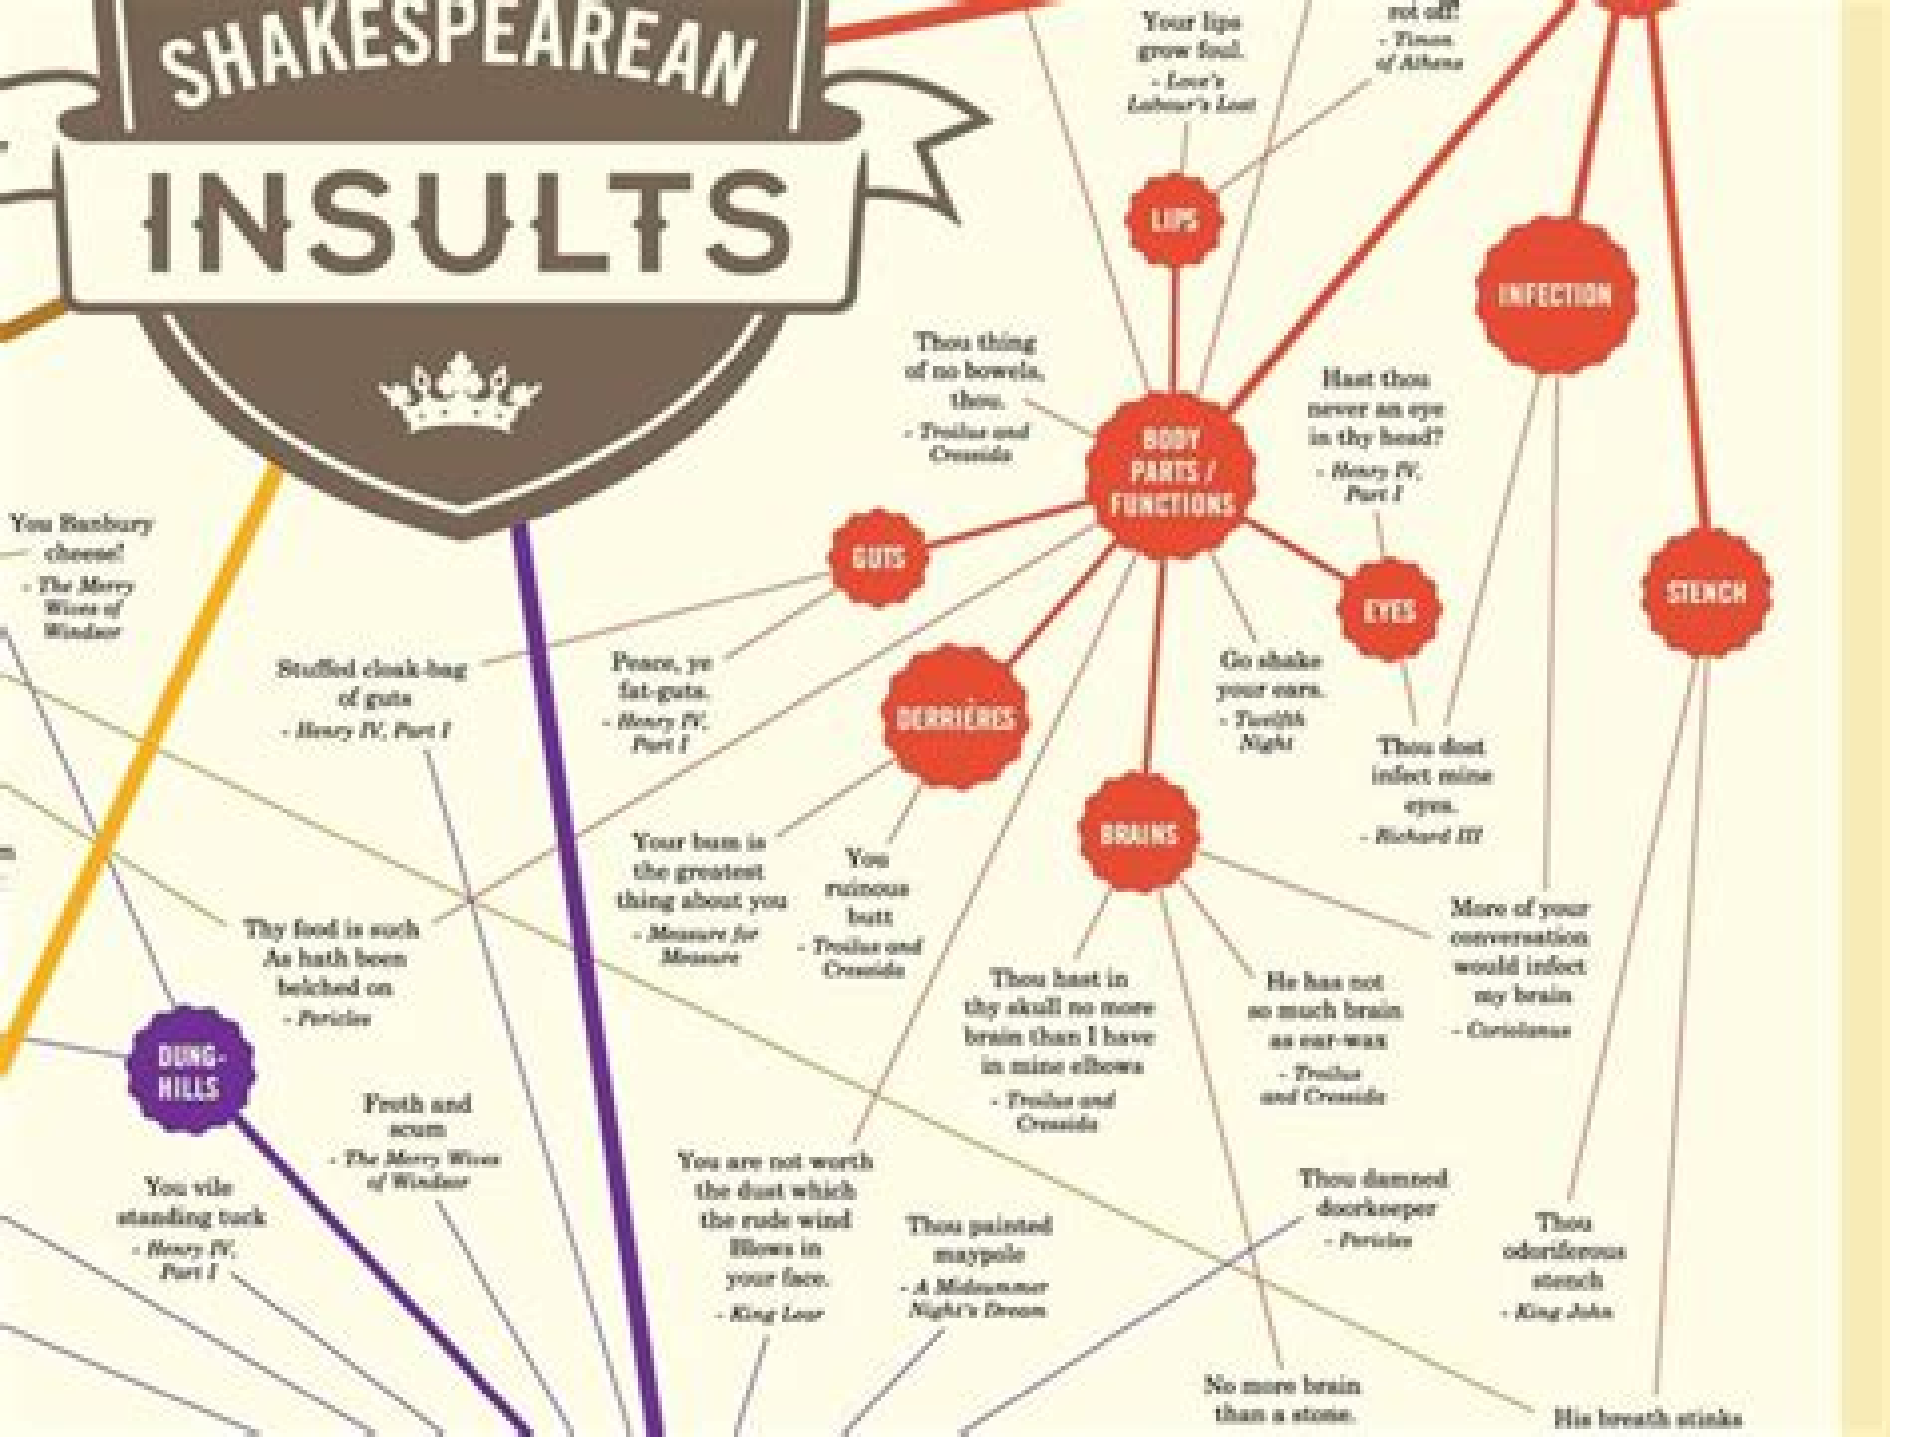 SHAKESPEAREAN
INSULTS
Your lips
grow foul.
- Love's
Labour's Lost
rot off!
- Timon
of Athens
LIPS
INFECTION
Thou thing
of no bowels,
thou.
- Troilus and
Cressida
BODY
PARTS /
FUNCTIONS
Hast thou
never an eye
in thy head?
- Henry IV,
Part I
You Banbury
cheese!
- The Merry
Wives of
Windsor
GUTS
EYES
STENCH
Stuffed cloak-bag
of guts
- Henry IV, Part I
Peace, ye
fat-guts.
- Henry IV,
Part I
DERRIÈRES
Go shake
your ears.
- Twelfth
Night
Thou dost
infect mine
eyes.
- Richard III
BRAINS
Your bum is
the greatest
thing about you
- Measure for
Measure
You
ruinous
butt
- Troilus and
Cressida
Thy food is such
As hath been
belched on
- Pericles
More of your
conversation
would infect
my brain
- Coriolanus
Thou hast in
thy skull no more
brain than I have
in mine elbows
- Troilus and
Cressida
He has not
so much brain
as ear-wax
- Troilus
and Cressida
DUNG-
HILLS
Froth and
scum
- The Merry Wives
of Windsor
You vile
standing tuck
- Henry IV,
Part I
You are not worth
the dust which
the rude wind
Blows in
your face.
- King Lear
Thou painted
maypole
- A Midsummer
Night's Dream
Thou damned
doorkeeper
- Pericles
Thou
odoriferous
stench
- King John
No more brain
than a stone.
His breath stinks